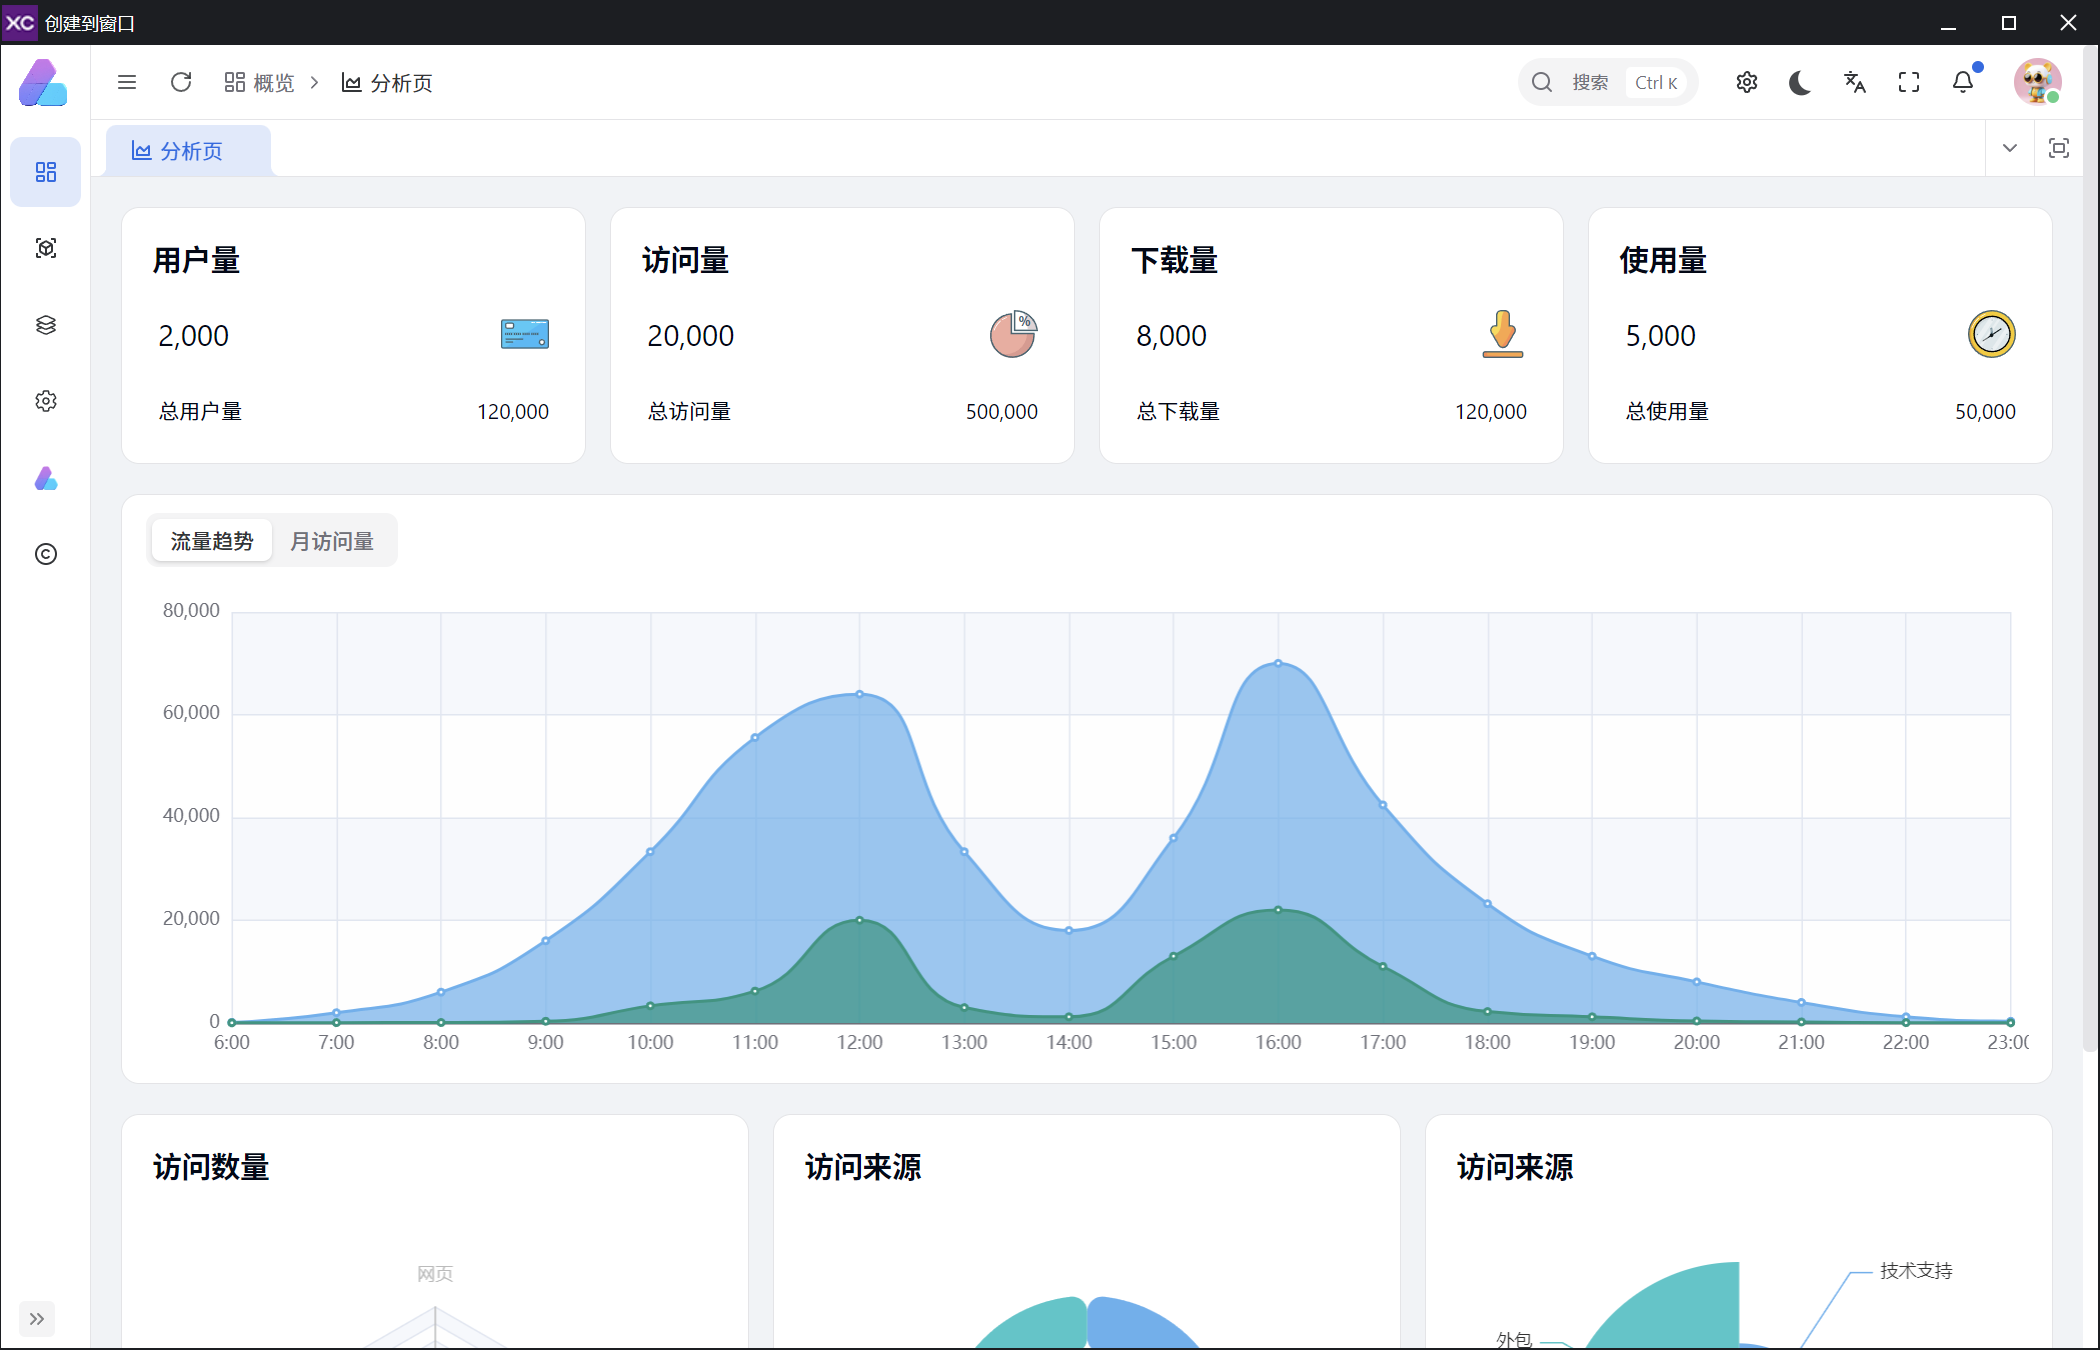 XC 创建到窗口
概览 > 分析页
搜索 Ctrl K
分析页
用户量
2,000
总用户量 120,000
访问量
20,000
%
总访问量 500,000
下载量
8,000
总下载量 120,000
使用量
5,000
总使用量 50,000
流量趋势 月访问量
80,000
60,000
40,000
20,000
0
6:00 7:00 8:00 9:00 10:00 11:00 12:00 13:00 14:00 15:00 16:00 17:00 18:00 19:00 20:00 21:00 22:00 23:00
访问数量
网页
访问来源
访问来源
技术支持
外包